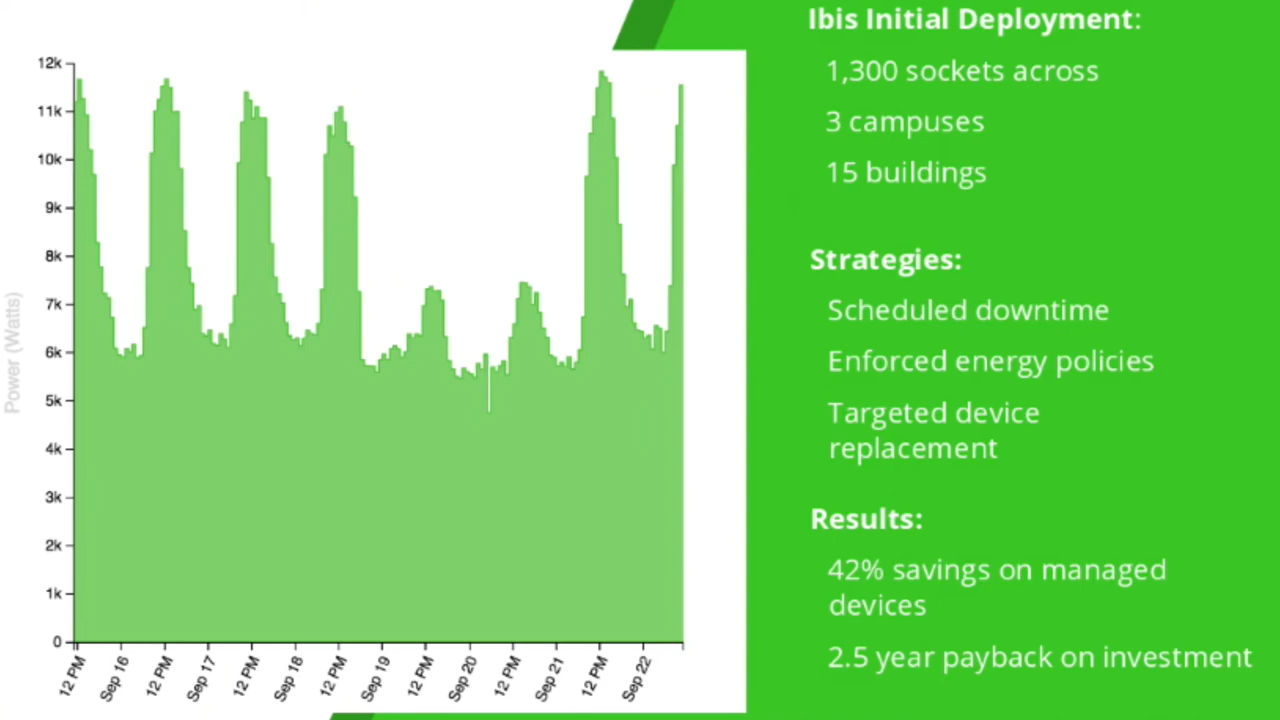 Ibis Initial Deployment:
1,300 sockets across
3 campuses
15 buildings
Strategies:
Scheduled downtime
Enforced energy policies
Targeted device
replacement
Results:
42% savings on managed
devices
2.5 year payback on investment
Power (Watts)
12k
11k
10k
9k
8k
7k
6k
5k
4k
3k
2k
1k
0
12 PM
Sep 16
12 PM
Sep 17
12 PM
Sep 18
12 PM
Sep 19
12 PM
Sep 20
12 PM
Sep 21
12 PM
Sep 22